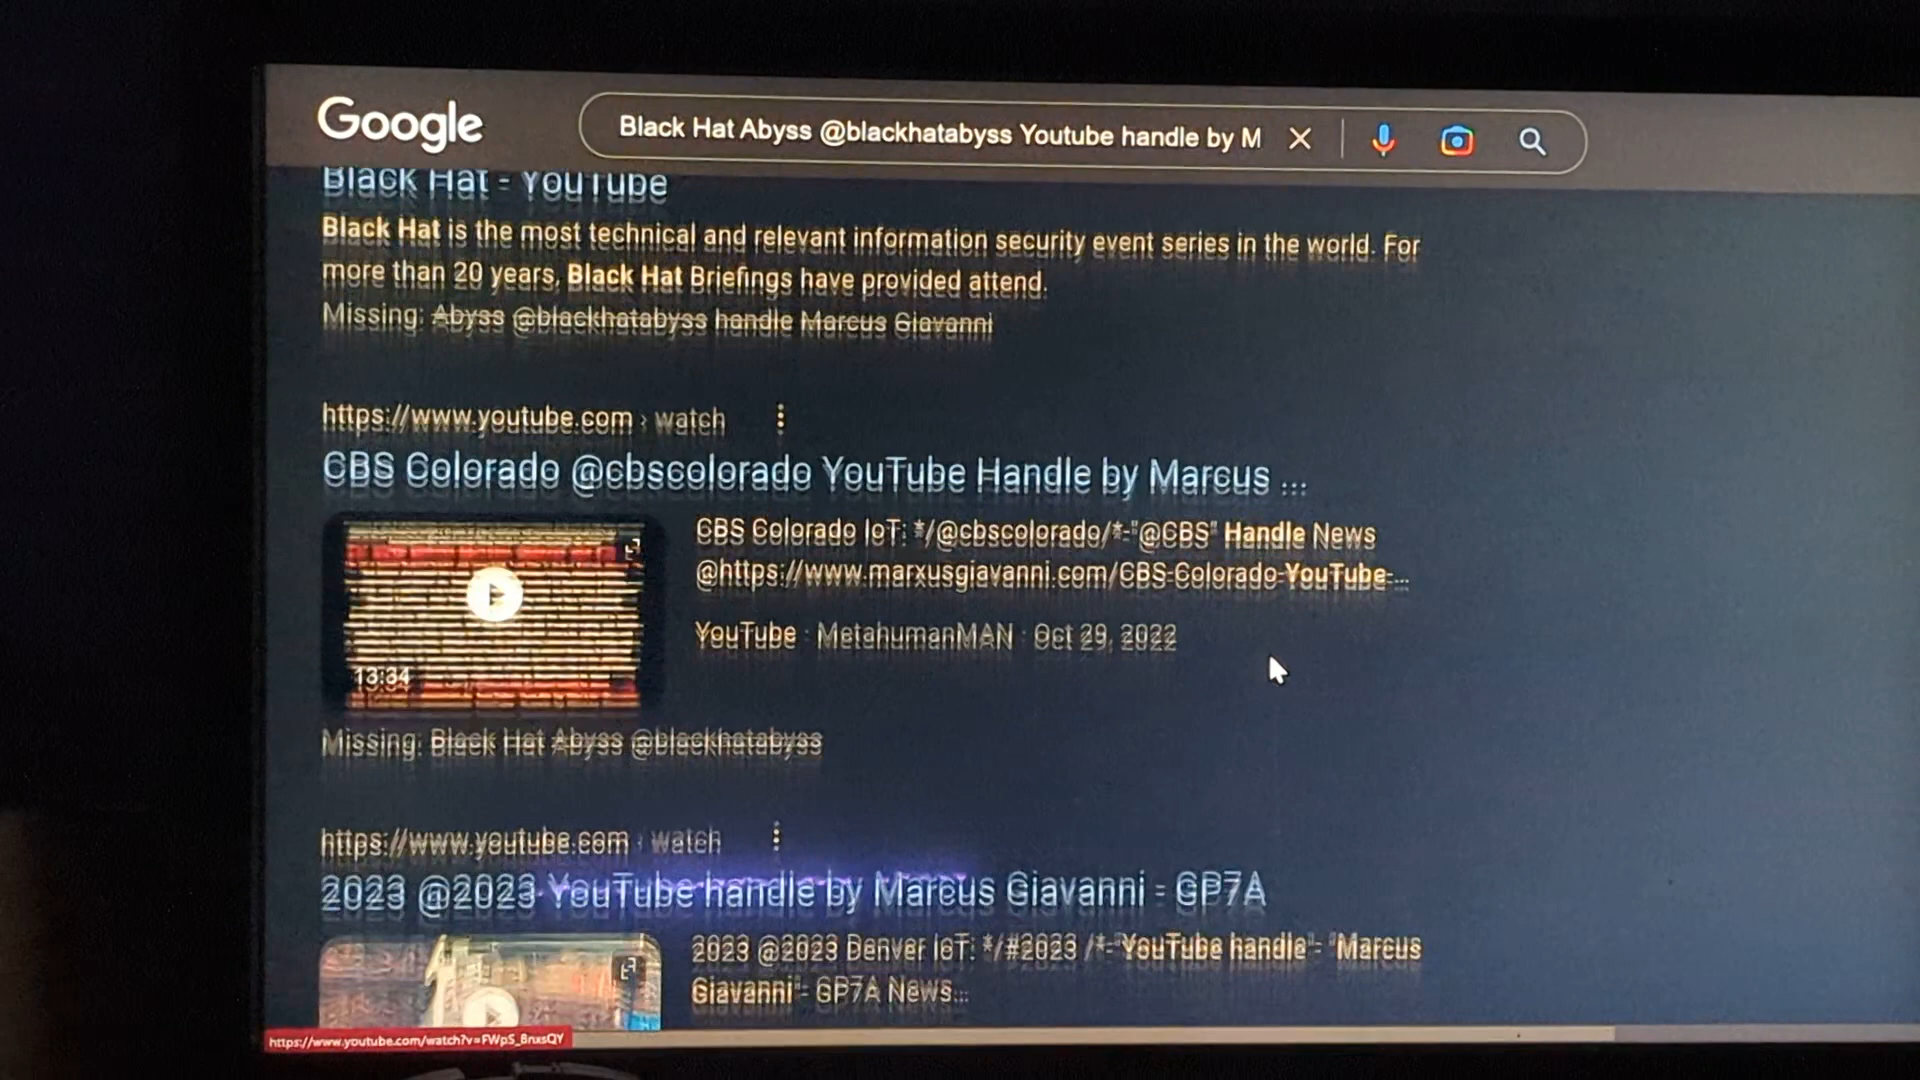 Google
Black Hat Abyss @blackhatabyss Youtube handle by M
Black Hat - YouTube
Black Hat is the most technical and relevant information security event series in the world. For
more than 20 years, Black Hat Briefings have provided attend.
Missing: Abyss @blackhatabyss handle Marcus Giavanni
https://www.youtube.com › watch
CBS Colorado @cbscolorado YouTube Handle by Marcus ...
CBS Colorado IoT: */@cbscolorado/*-"@CBS" Handle News
@https://www.marxusgiavanni.com/CBS-Colorado-YouTube-...
YouTube · MetahumanMAN · Oct 29, 2022
13:34
Missing: Black Hat Abyss @blackhatabyss
https://www.youtube.com › watch
2023 @2023 YouTube handle by Marcus Giavanni - GP7A
2023 @2023 Denver IoT: */#2023 /*-"YouTube handle"- "Marcus
Giavanni"- GP7A News...
https://www.youtube.com/watch?v=FWpS_BnxsQY